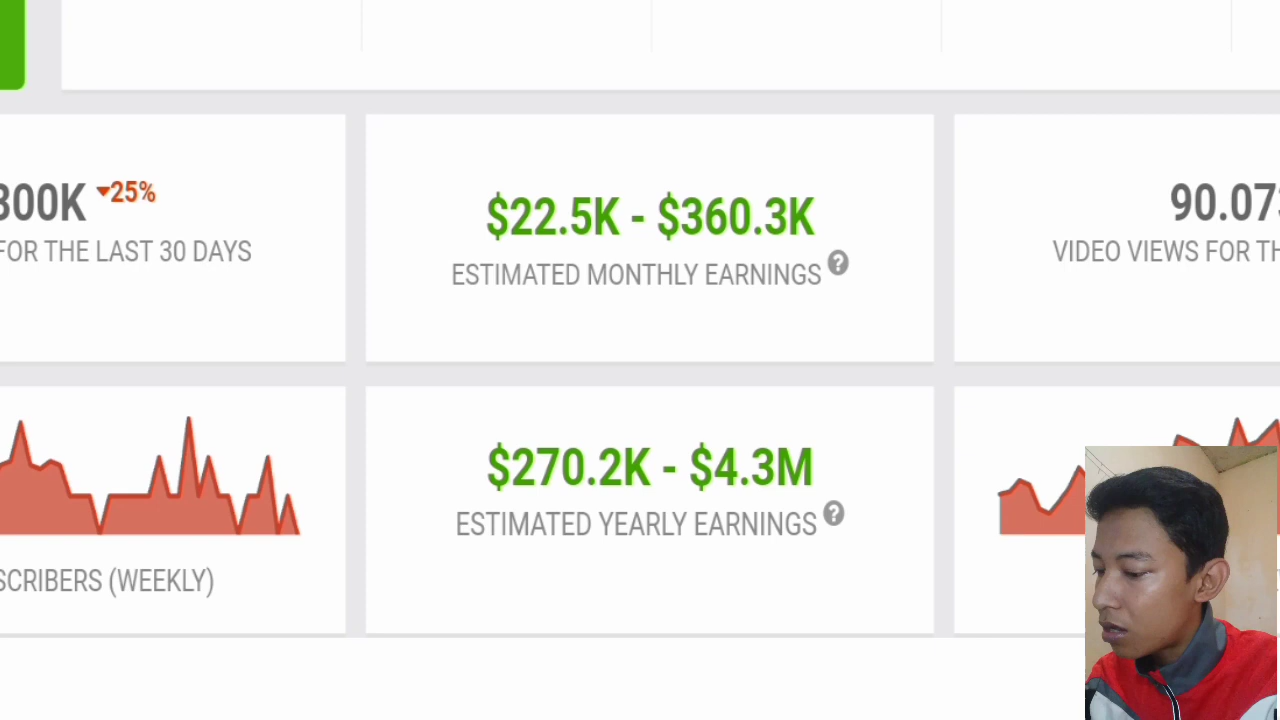 300K 25%
FOR THE LAST 30 DAYS
$22.5K - $360.3K
ESTIMATED MONTHLY EARNINGS ?
90.07
VIDEO VIEWS FOR
$270.2K - $4.3M
ESTIMATED YEARLY EARNINGS ?
SCRIBERS (WEEKLY)